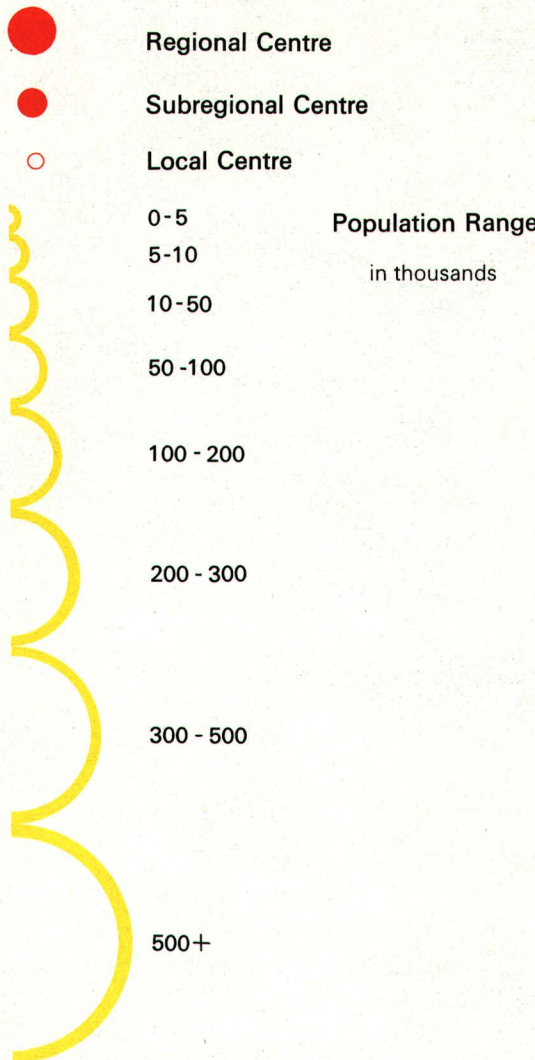 Regional Centre
Subregional Centre
Local Centre
0-5
Population Range
5-10
in thousands
10-50
50-100
100 - 200
200 - 300
300 - 500
500+